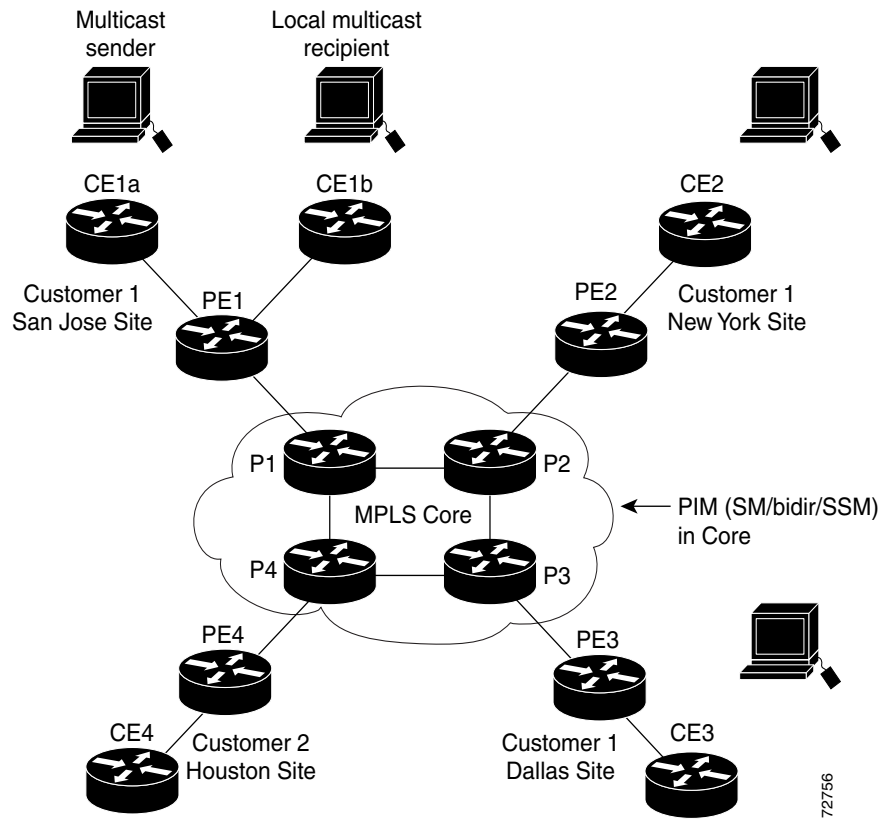 Multicast
sender
Local multicast
recipient
CE1a
CE1b
CE2
Customer 1
San Jose Site
PE1
PE2
Customer 1
New York Site
P1
P2
MPLS Core
PIM (SM/bidir/SSM)
in Core
P4
P3
PE4
PE3
CE4
Customer 2
Houston Site
Customer 1
Dallas Site
CE3
72756